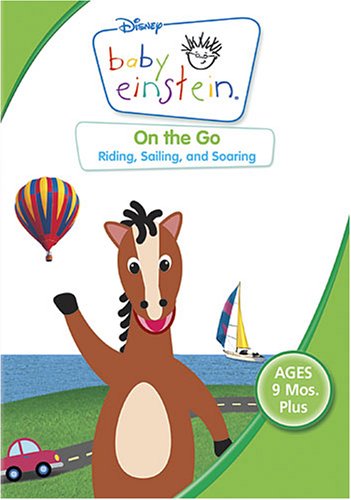 Disney
baby
einstein.
On the Go
Riding, Sailing, and Soaring
AGES
9 Mos.
Plus